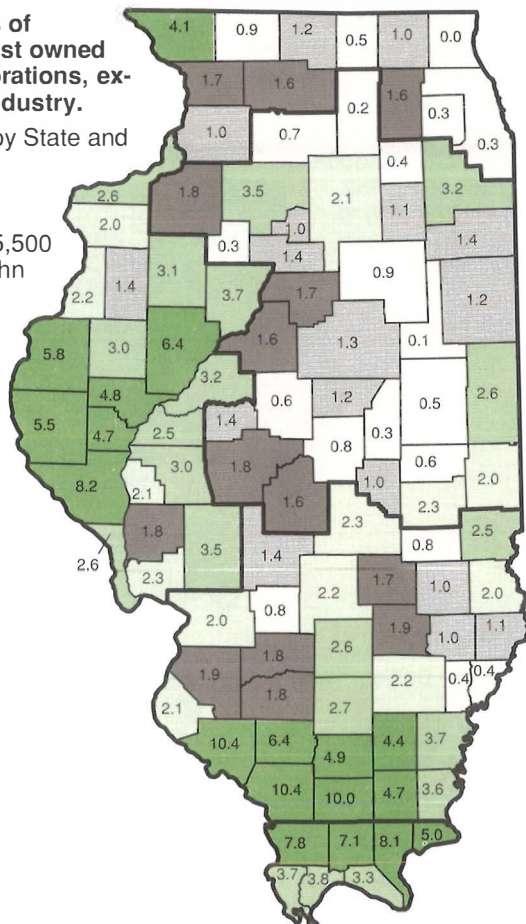 s of
st owned
orations, ex-
ndustry.
by State and
5,500
hn
4.1 0.9 1.2 0.5 1.0 0.0
1.7 1.6 0.2 1.6 0.3 0.3
1.0 0.7 0.4
2.6 1.8 3.5 2.1 1.1 3.2
2.0 0.3 1.0 1.4 1.4
2.2 1.4 3.1 3.7 1.7 0.9 1.2
5.8 3.0 6.4 1.6 1.3 0.1
3.2
5.5 4.8 0.6 1.2 0.5 2.6
4.7 2.5 1.4 0.8 0.3
8.2 2.1 3.0 1.8 1.6 1.0 0.6 2.0
2.3
2.6 1.8 3.5 1.4 2.3 0.8 2.5
2.3 2.2 1.7 1.0 2.0
2.0 0.8 1.9 1.0 1.1
1.9 1.8 2.6 2.2 0.4 0.4
2.1 1.8 2.7
10.4 6.4 4.9 4.4 3.7
10.4 10.0 4.7 3.6
7.8 7.1 8.1 5.0
3.7 3.8 3.3